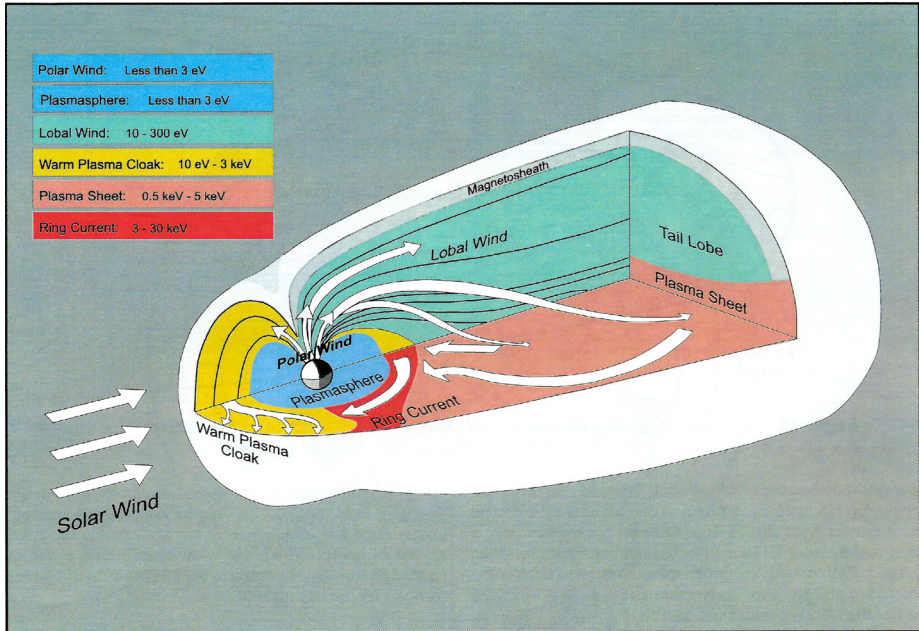 Polar Wind: Less than 3 eV
Plasmasphere: Less than 3 eV
Lobal Wind: 10 - 300 eV
Warm Plasma Cloak: 10 eV - 3 keV
Plasma Sheet: 0.5 keV - 5 keV
Ring Current: 3 - 30 keV
Magnetosheath
Lobal Wind
Tail Lobe
Plasma Sheet
Polar Wind
Plasmasphere
Ring Current
Warm Plasma
Cloak
Solar Wind